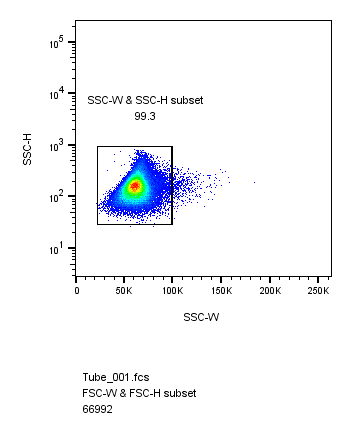 10^5
10^4
10^3
10^2
10^1
SSC-H
SSC-W & SSC-H subset
99.3
0 50K 100K 150K 200K 250K
SSC-W
Tube_001.fcs
FSC-W & FSC-H subset
66992